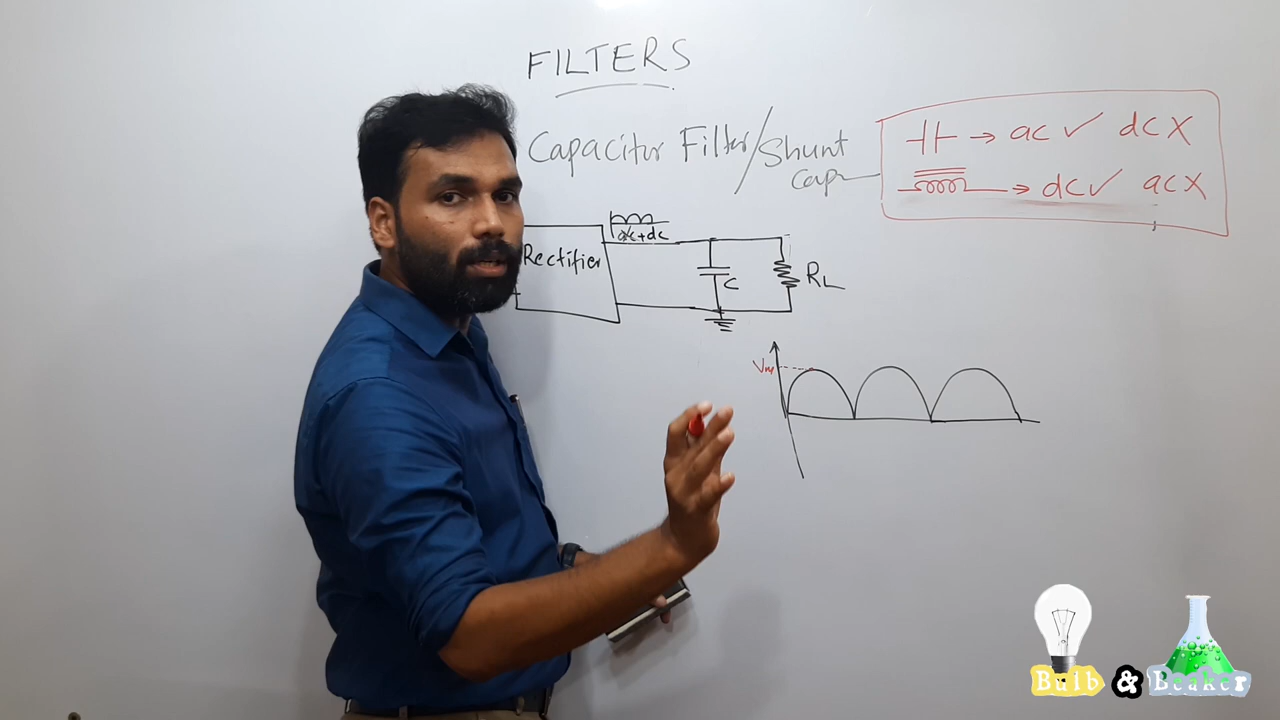 FILTERS
Capacitor Filter/Shunt
cap
→ ac ✓ dc X
→ dc ✓ ac X
ac+dc
Rectifier
C
RL
Vm
Bulb & Beaker